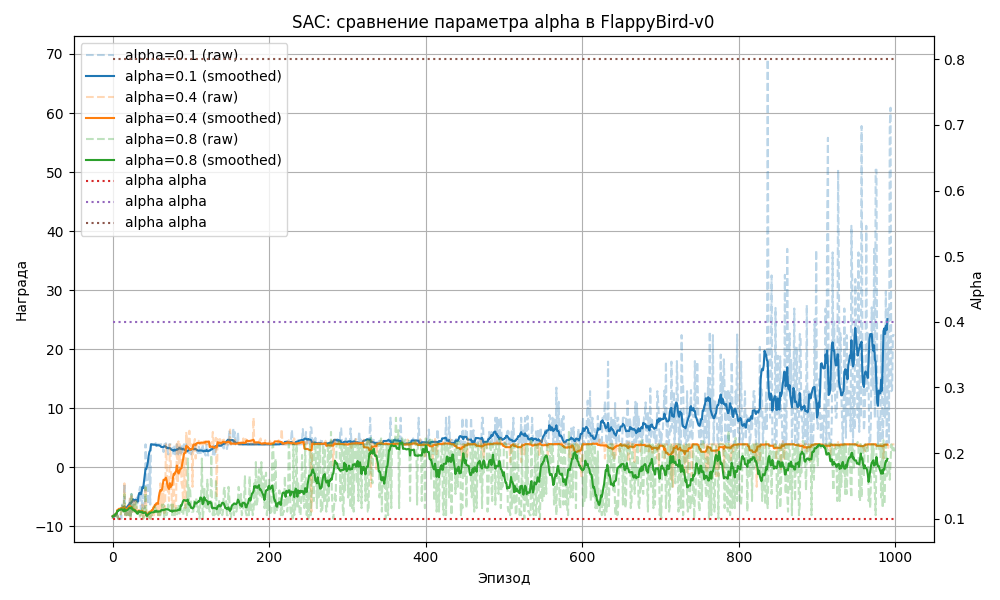 SAC: сравнение параметра alpha в FlappyBird-v0
alpha=0.1 (raw)
alpha=0.1 (smoothed)
alpha=0.4 (raw)
alpha=0.4 (smoothed)
alpha=0.8 (raw)
alpha=0.8 (smoothed)
alpha alpha
alpha alpha
alpha alpha
Награда
70
60
50
40
30
20
10
0
−10
0
200
400
600
800
1000
Эпизод
0.8
0.7
0.6
0.5
0.4
0.3
0.2
0.1
Alpha